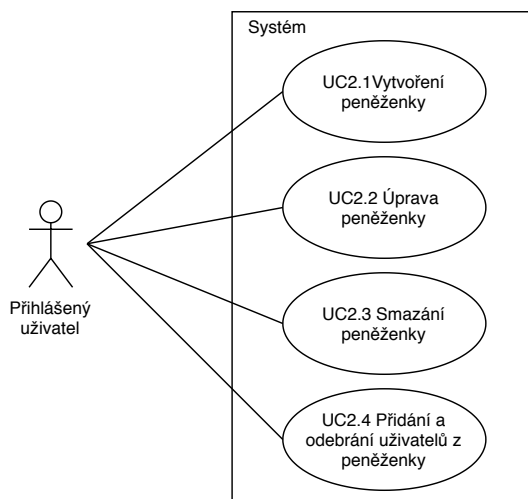 Systém
UC2.1Vytvoření
peněženky
UC2.2 Úprava
peněženky
Přihlášený
uživatel
UC2.3 Smazání
peněženky
UC2.4 Přidání a
odebrání uživatelů z
peněženky